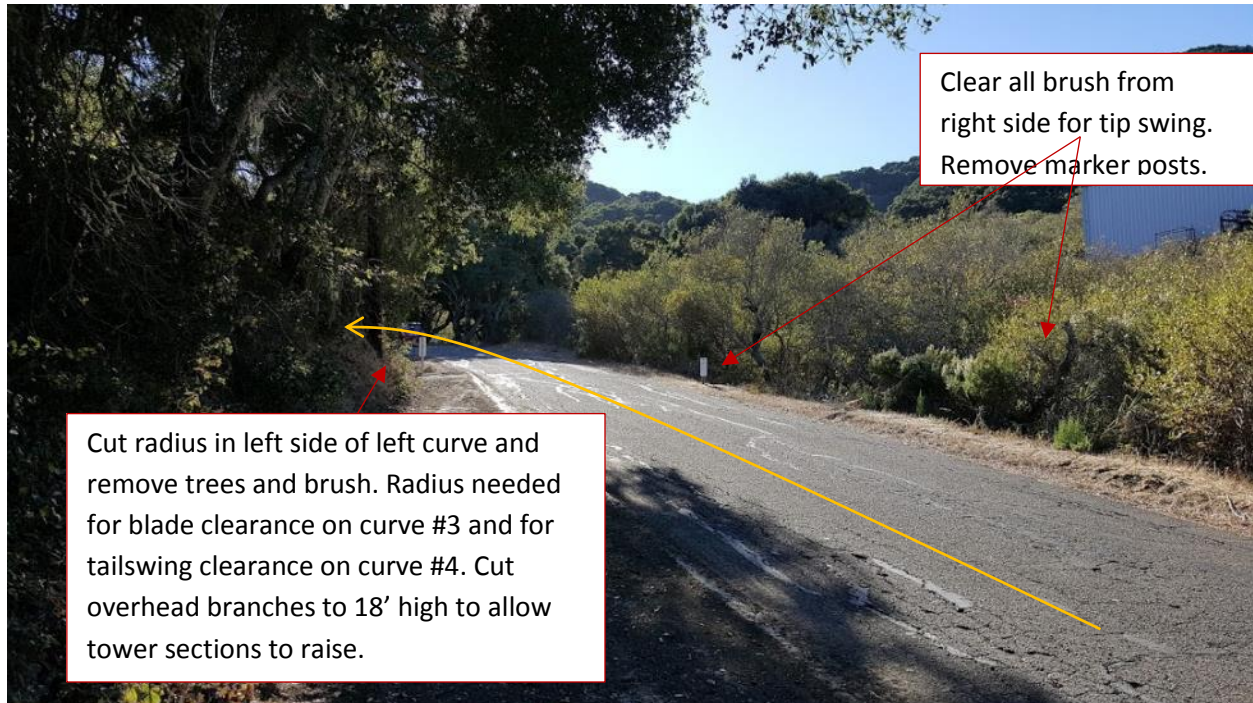 Clear all brush from
right side for tip swing.
Remove marker posts.
Cut radius in left side of left curve and
remove trees and brush. Radius needed
for blade clearance on curve #3 and for
tailswing clearance on curve #4. Cut
overhead branches to 18’ high to allow
tower sections to raise.